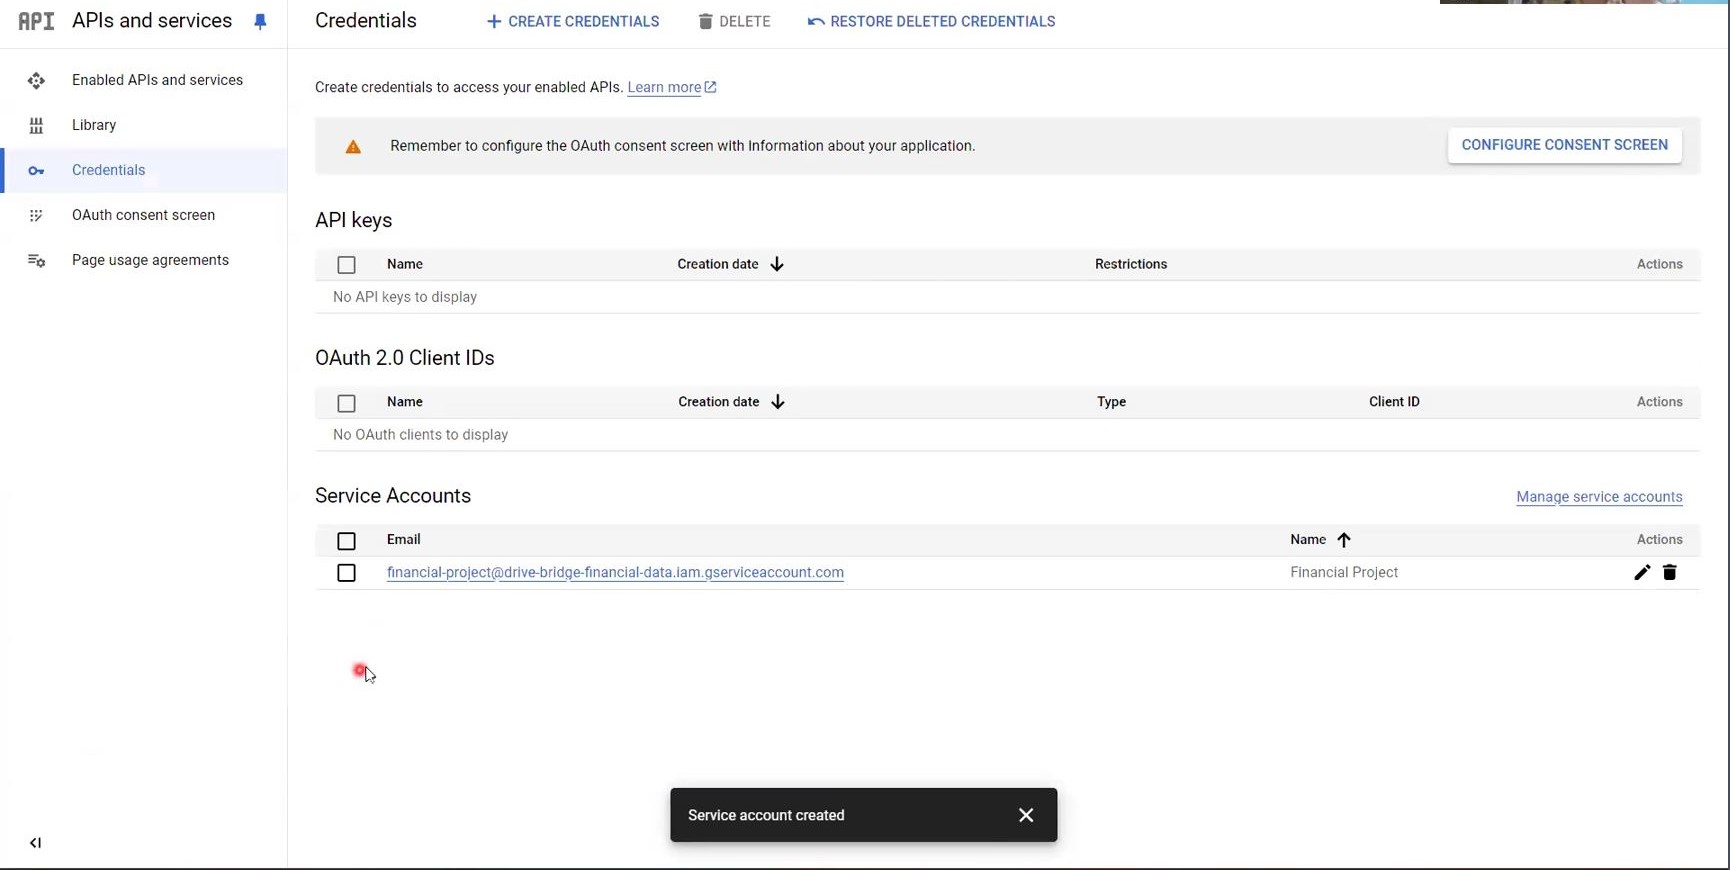 API APIs and services
Credentials
CREATE CREDENTIALS
DELETE
RESTORE DELETED CREDENTIALS
Enabled APIs and services
Library
Credentials
OAuth consent screen
Page usage agreements
Create credentials to access your enabled APIs. Learn more
Remember to configure the OAuth consent screen with Information about your application.
CONFIGURE CONSENT SCREEN
API keys
Name Creation date Restrictions Actions
No API keys to display
OAuth 2.0 Client IDs
Name Creation date Type Client ID Actions
No OAuth clients to display
Service Accounts
Manage service accounts
Email Name Actions
financial-project@drive-bridge-financial-data.iam.gserviceaccount.com Financial Project
Service account created